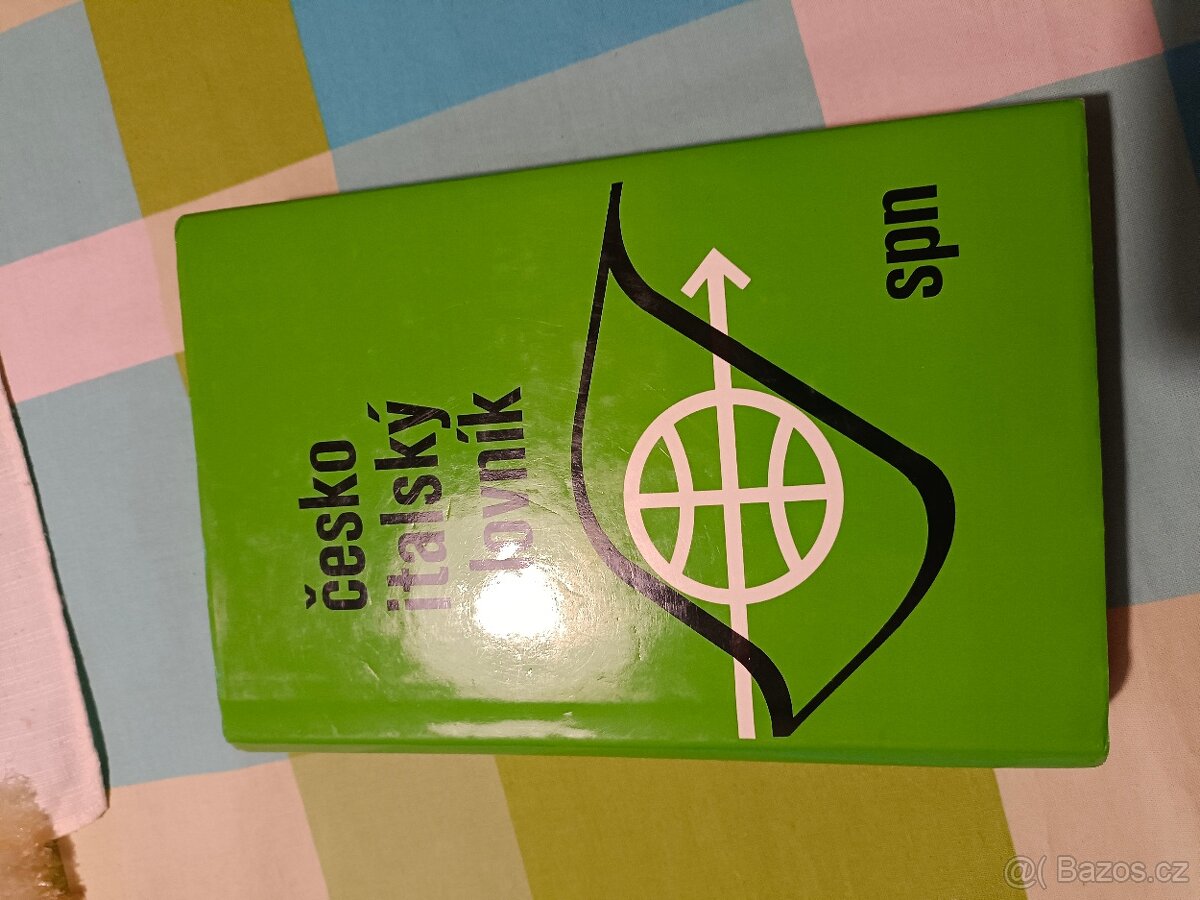 česko
italský
slovník
spn
@( Bazos.cz